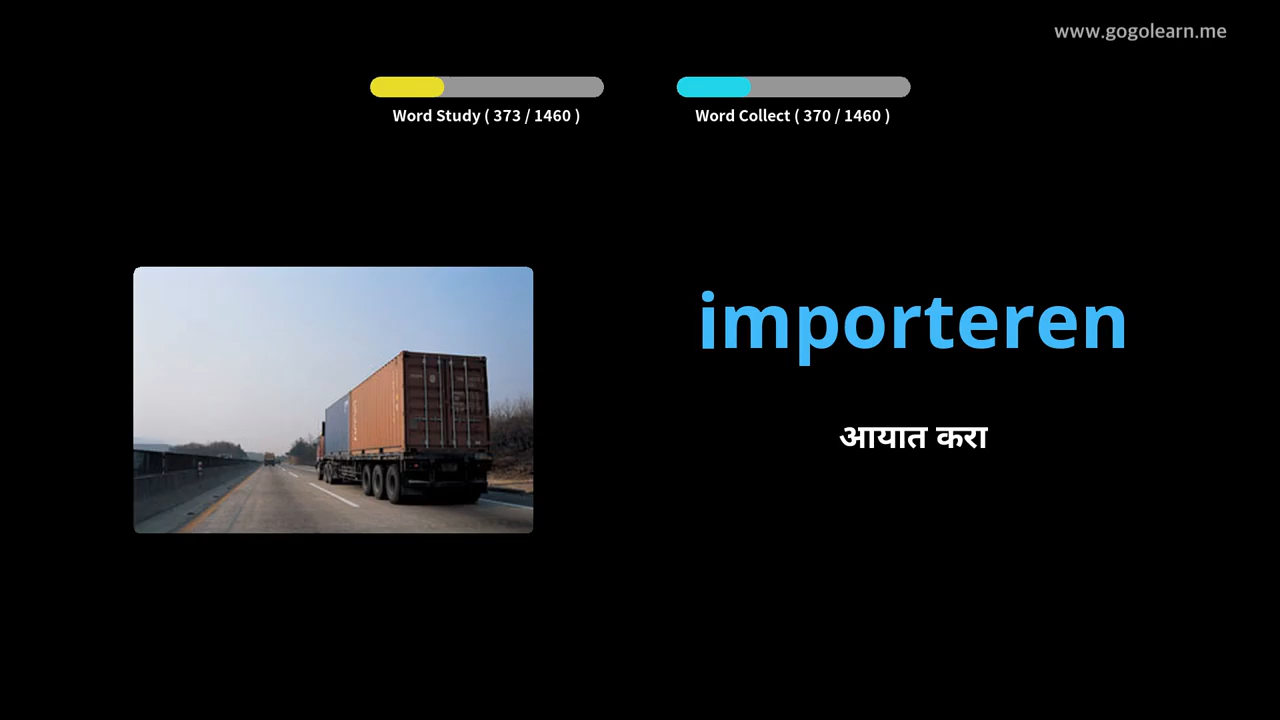 www.gogolearn.me
Word Study ( 373 / 1460 )
Word Collect ( 370 / 1460 )
importeren
आयात करा